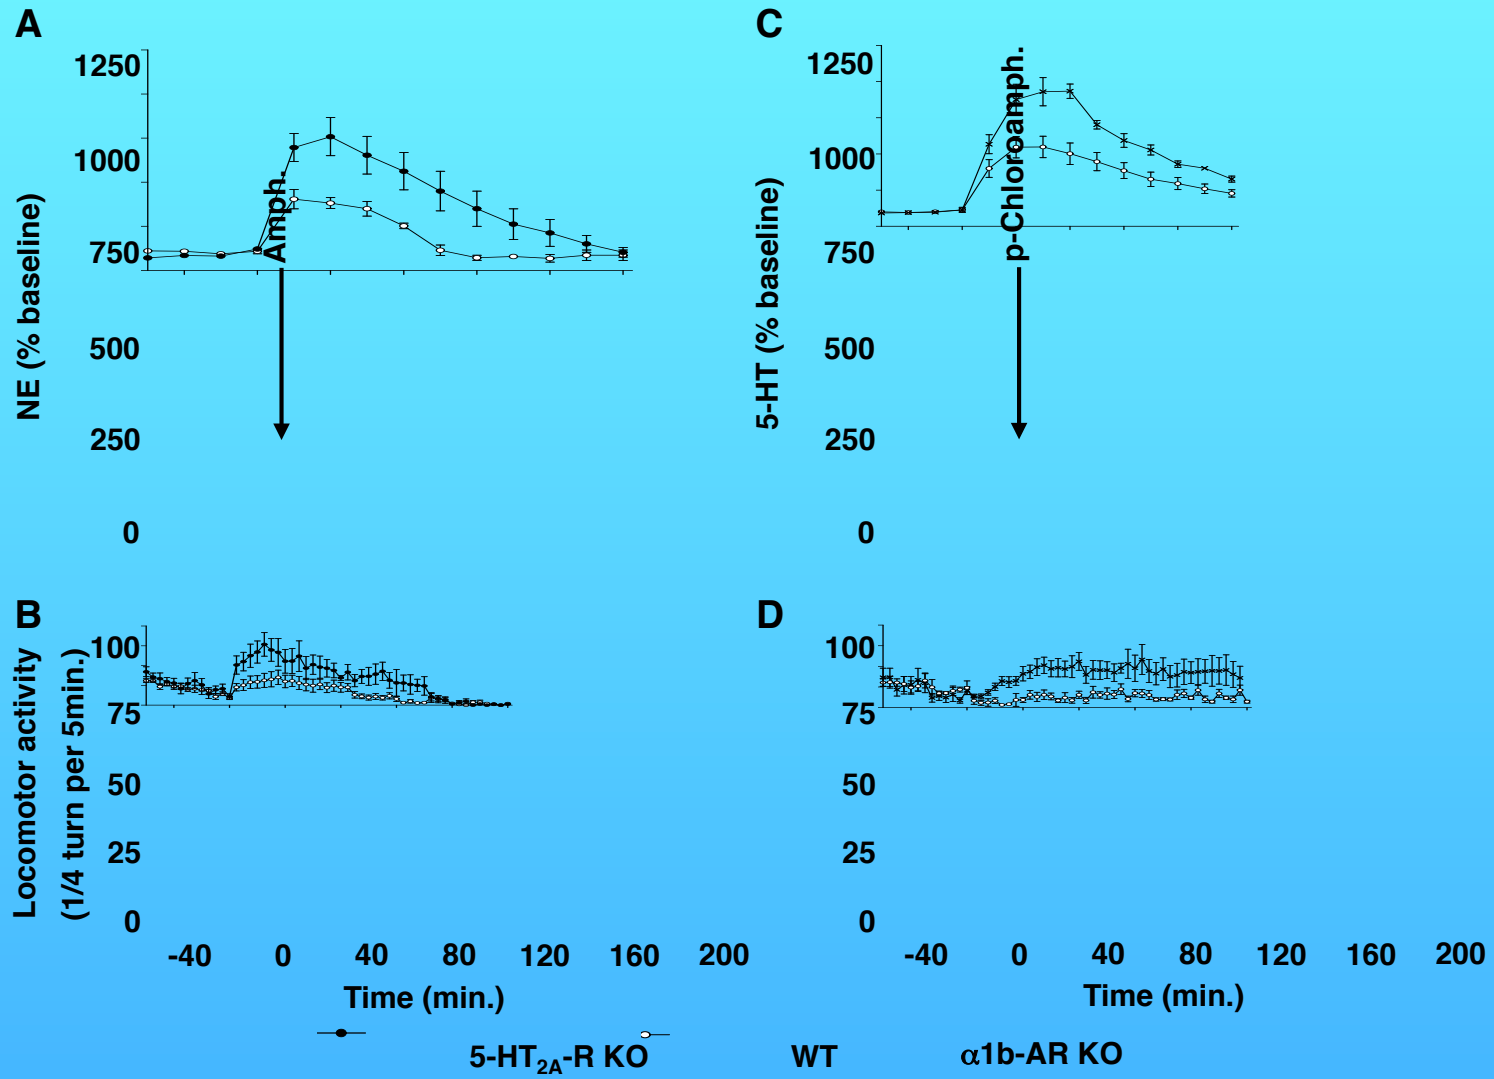 A
1250
1000
750
500
250
0
NE (% baseline)
Amph.
C
1250
1000
750
500
250
0
5-HT (% baseline)
p-Chloroamph.
B
100
75
50
25
0
Locomotor activity
(1/4 turn per 5min.)
-40 0 40 80 120 160 200
Time (min.)
D
100
75
50
25
0
-40 0 40 80 120 160 200
Time (min.)
5-HT2A-R KO WT α1b-AR KO